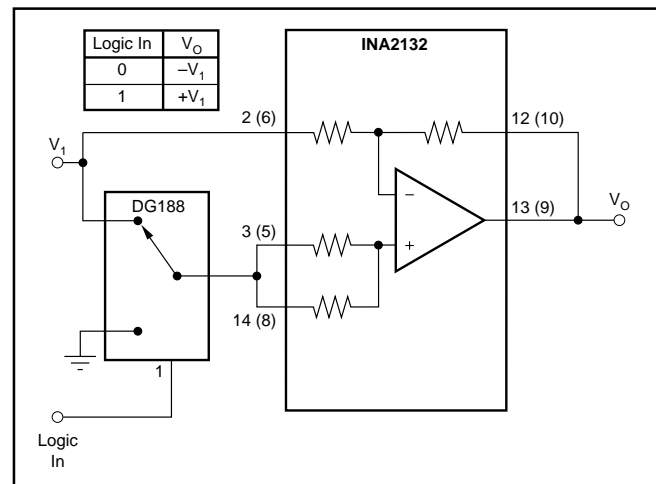 Logic In V_O
0 –V_1
1 +V_1
INA2132
2 (6)
12 (10)
V_1
DG188
–
3 (5)
13 (9)
V_O
+
14 (8)
1
Logic
In